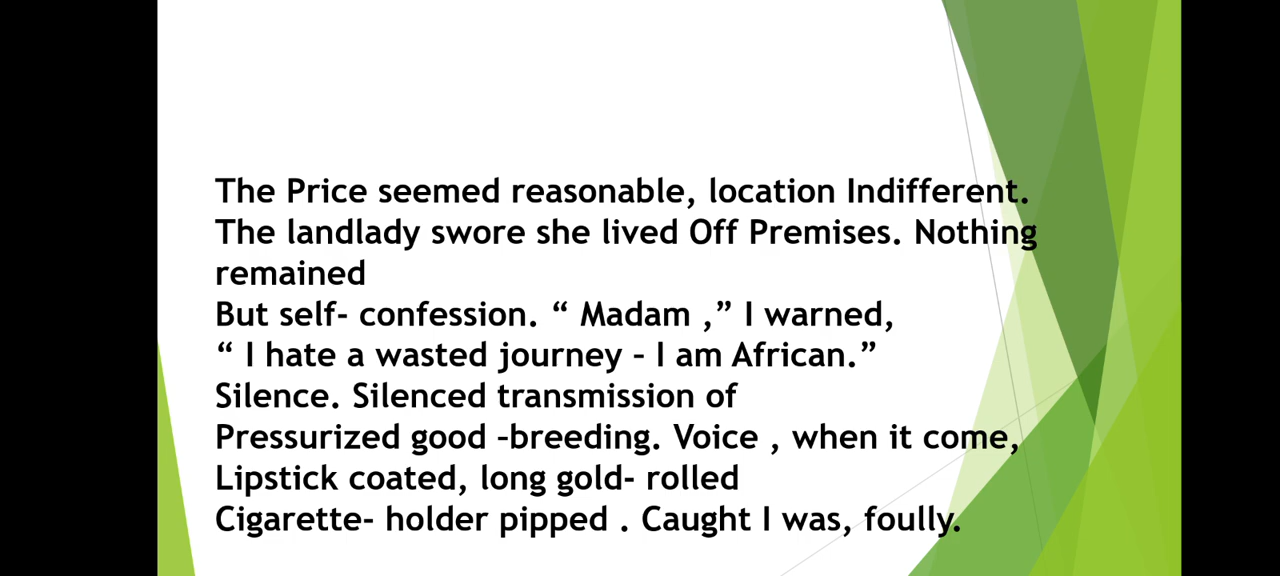 The Price seemed reasonable, location Indifferent.
The landlady swore she lived Off Premises. Nothing
remained
But self- confession. “ Madam ,” I warned,
“ I hate a wasted journey – I am African.”
Silence. Silenced transmission of
Pressurized good –breeding. Voice , when it come,
Lipstick coated, long gold- rolled
Cigarette- holder pipped . Caught I was, foully.